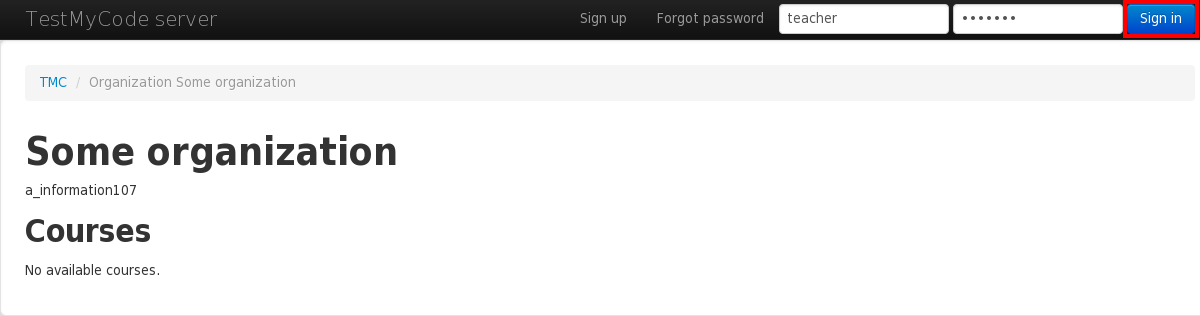 TestMyCode server Sign up Forgot password teacher ••••••• Sign in
TMC / Organization Some organization
Some organization
a_information107
Courses
No available courses.